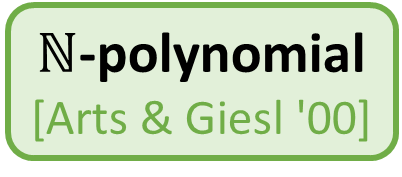 ℕ-polynomial
[Arts & Giesl '00]